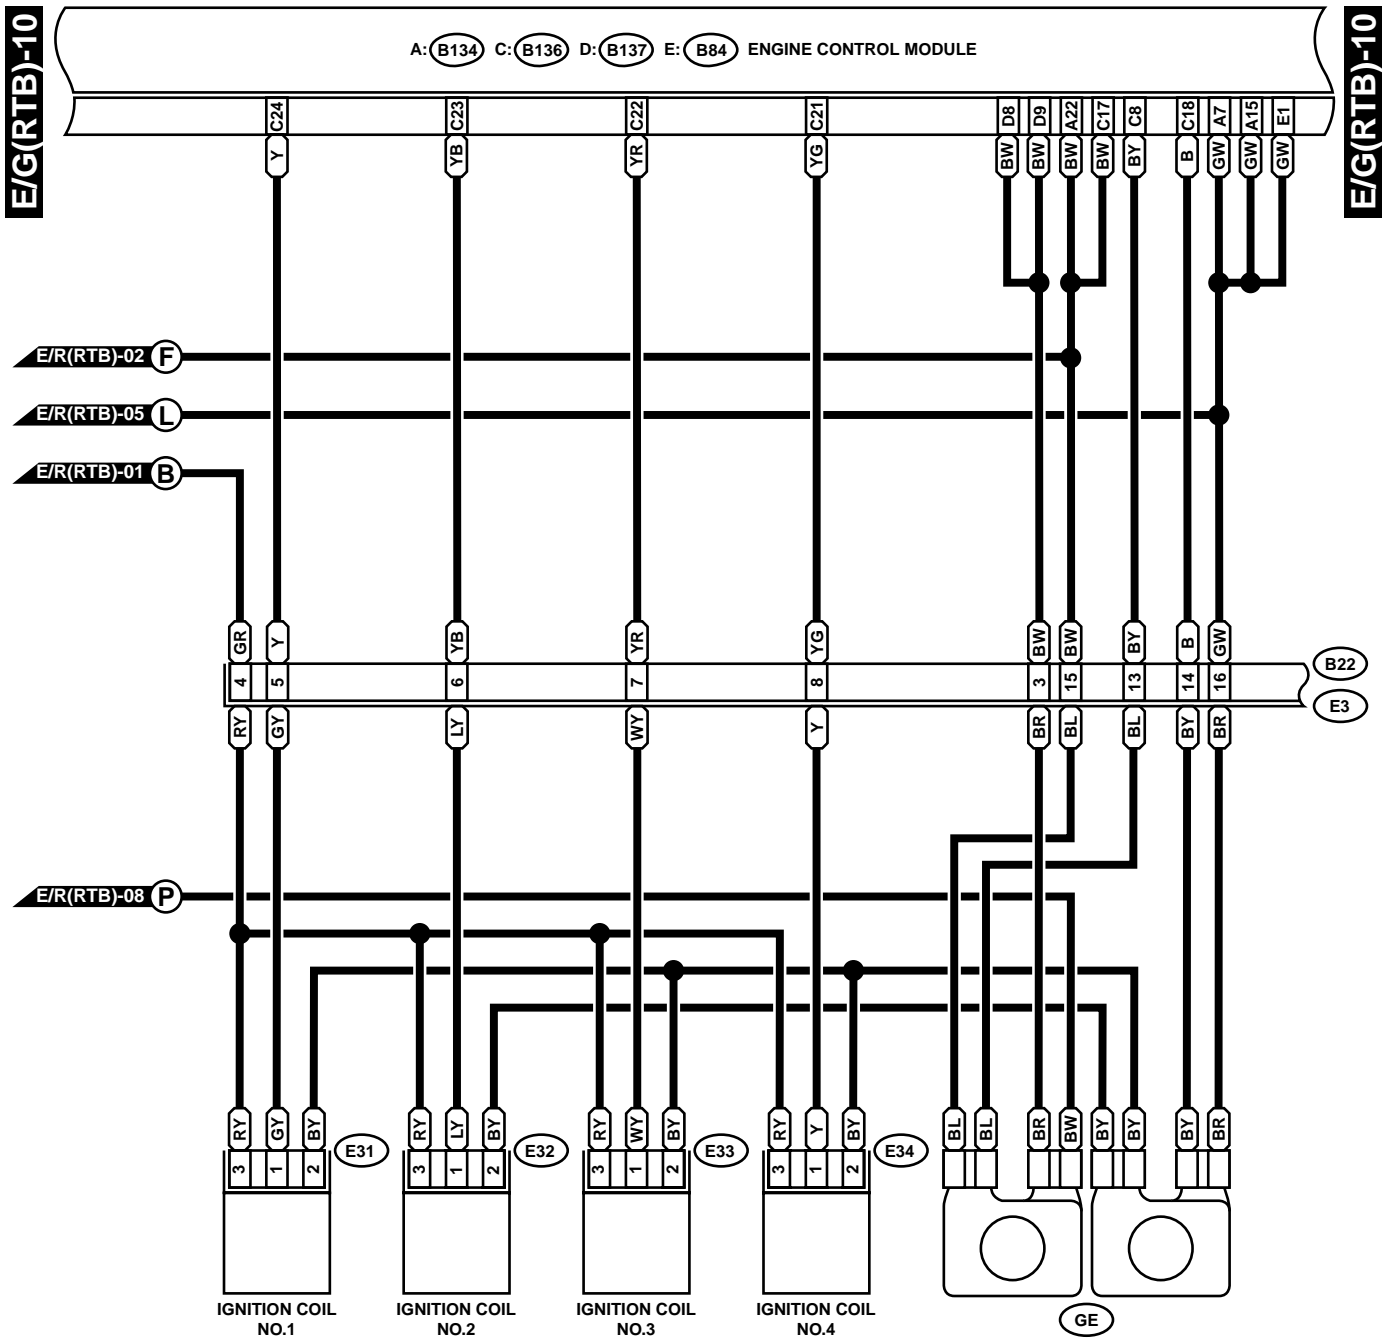 E/G(RTB)-10
E/G(RTB)-10
A: B134 C: B136 D: B137 E: B84 ENGINE CONTROL MODULE
C24 C23 C22 C21 D8 D9 A22 C17 C8 C18 A7 A15 E1
Y YB YR YG BW BW BW BW BY B GW GW GW
E/R(RTB)-02 F
E/R(RTB)-05 L
E/R(RTB)-01 B
GR Y YB YR YG BW BW BY B GW
4 5 6 7 8 3 15 13 14 16
B22
E3
RY GY LY WY Y BR BL BL BY BR
E/R(RTB)-08 P
RY GY BY RY LY BY RY WY BY RY Y BY BL BL BR BW BY BY BY BR
E31 E32 E33 E34
3 1 2 3 1 2 3 1 2 3 1 2
IGNITION COIL
NO.1
IGNITION COIL
NO.2
IGNITION COIL
NO.3
IGNITION COIL
NO.4
GE